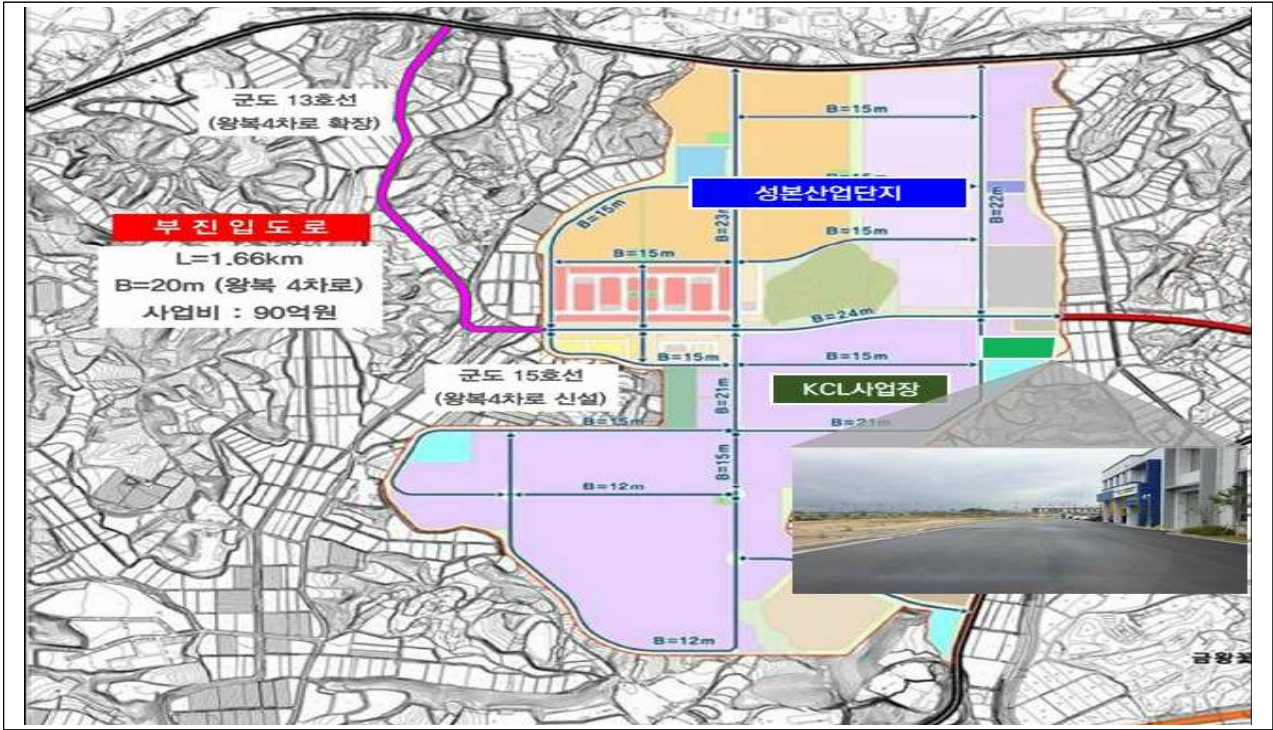 군도 13호선
(왕복4차로 확장)
B=15m
성본산업단지
부 진 입 도 로
L=1.66km
B=20m (왕복 4차로)
사업비 : 90억원
B=15m
B=23m
B=22m
B=15m
B=15m
B=24m
B=15m
B=15m
군도 15호선
(왕복4차로 신설)
KCL사업장
B=21m
B=15m
B=21m
B=15m
B=12m
B=12m